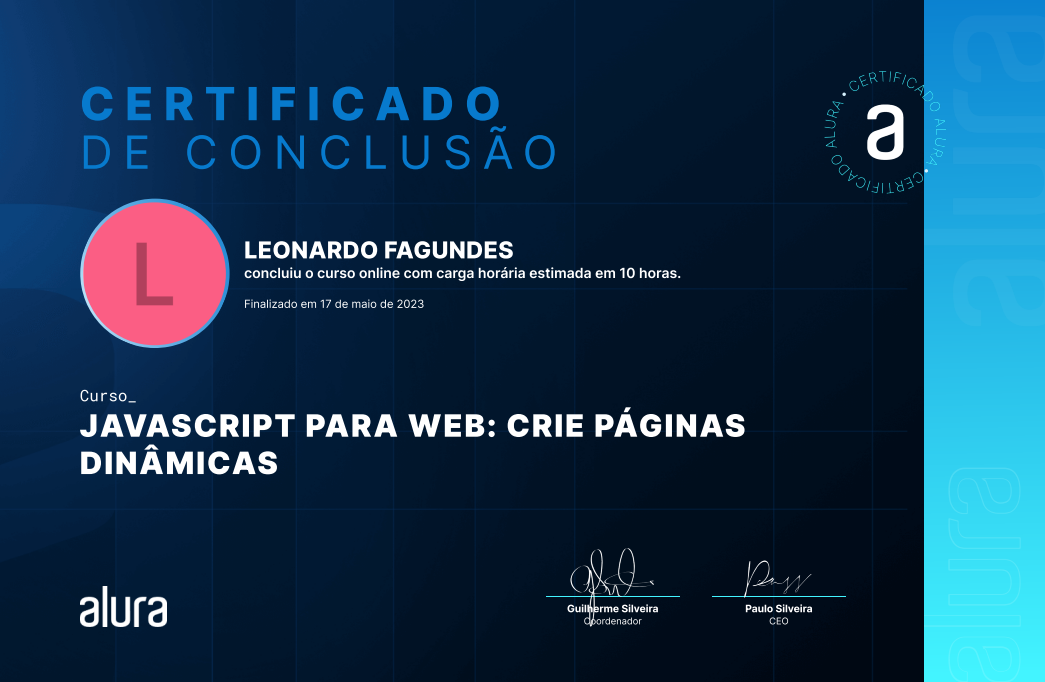 CERTIFICADO
DE CONCLUSÃO
CERTIFICADO ALURA • CERTIFICADO ALURA •
a
L
LEONARDO FAGUNDES
concluiu o curso online com carga horária estimada em 10 horas.
Finalizado em 17 de maio de 2023
Curso_
JAVASCRIPT PARA WEB: CRIE PÁGINAS
DINÂMICAS
alura
Guilherme Silveira
Coordenador
Paulo Silveira
CEO
alura
alura